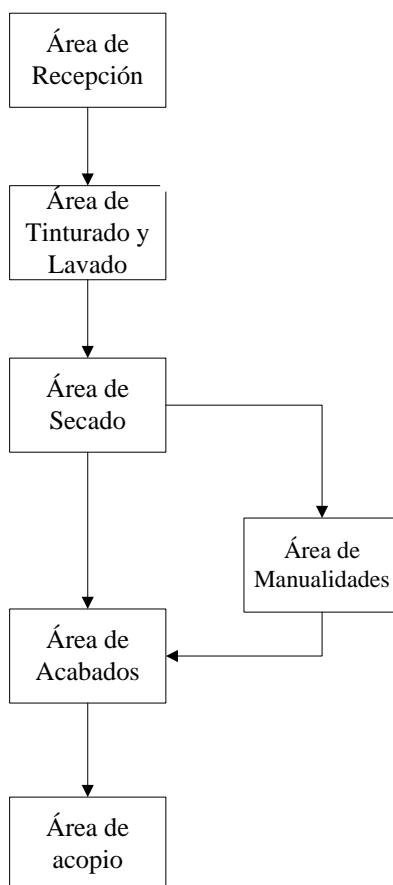 Área de
Recepción
Área de
Tinturado y
Lavado
Área de
Secado
Área de
Manualidades
Área de
Acabados
Área de
acopio